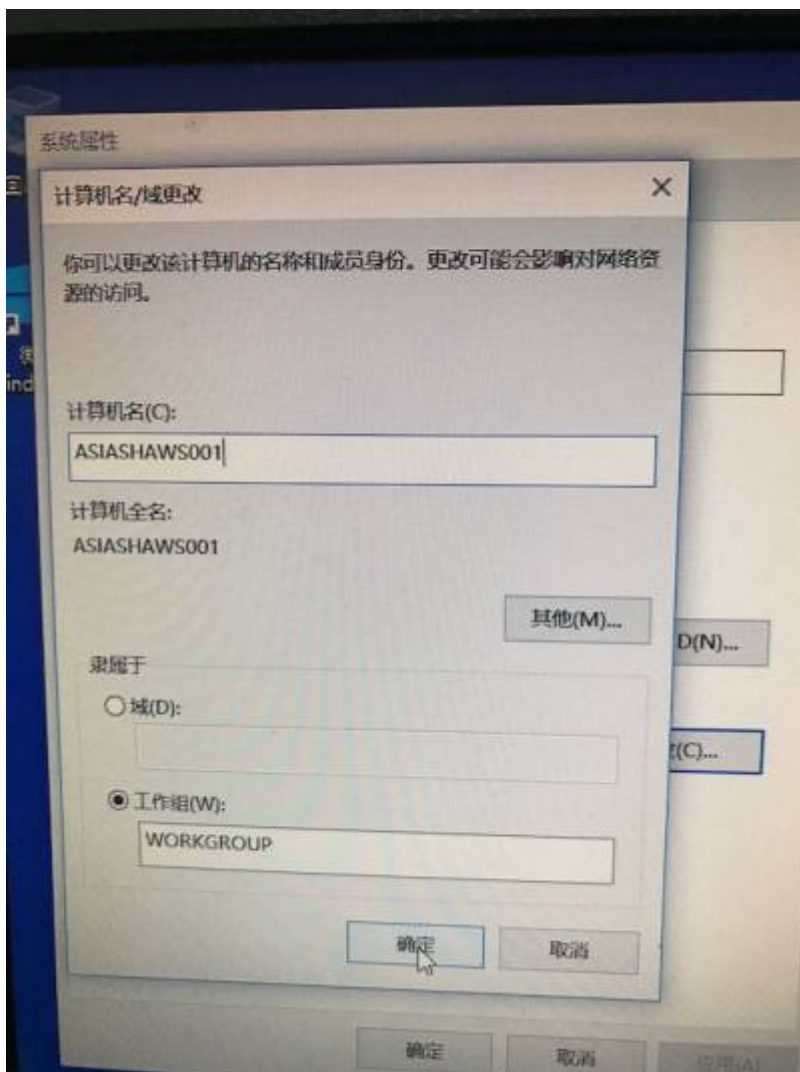 系统属性
计算机名/域更改
你可以更改该计算机的名称和成员身份。更改可能会影响对网络资
源的访问。
计算机名(C):
ASIASHAWS001
计算机全名:
ASIASHAWS001
其他(M)...
D(N)...
隶属于
域(D):
(C)...
工作组(W):
WORKGROUP
确定
取消
确定
取消
应用(A)
ind